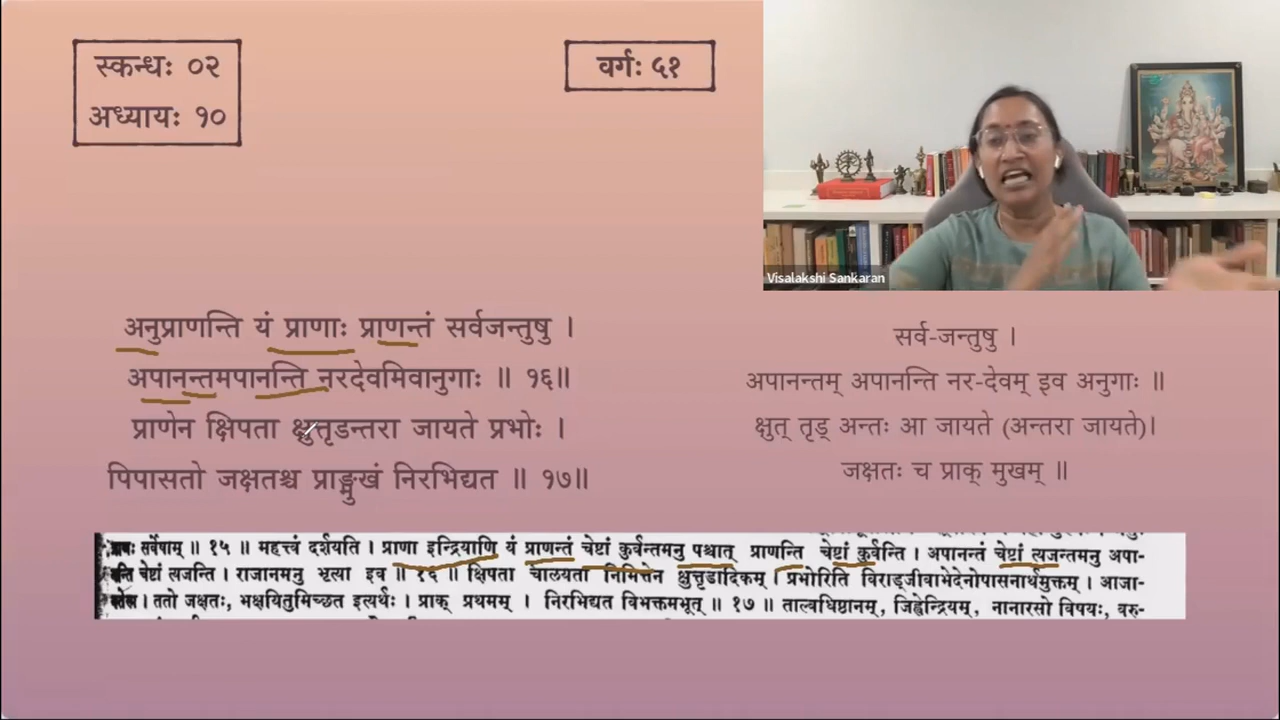 स्कन्धः ०२
अध्यायः १०
वर्गः ५१
Visalakshi Sankaran
अनुप्राणन्ति यं प्राणाः प्राणन्तं सर्वजन्तुषु ।
अपानन्तमपानन्ति नरदेवमिवानुगाः ॥ १६॥
प्राणेन क्षिपता क्षुत्तृडन्तरा जायते प्रभोः ।
पिपासतो जक्षतश्च प्राङ्मुखं निरभिद्यत ॥ १७॥
सर्व-जन्तुषु ।
अपानन्तम् अपानन्ति नर-देवम् इव अनुगाः ॥
क्षुत् तृड् अन्तः आ जायते (अन्तरा जायते)।
जक्षतः च प्राक् मुखम् ॥
सर्वेषाम् ॥ १५ ॥ महत्त्वं दर्शयति । प्राणा इन्द्रियाणि यं प्राणन्तं चेष्टां कुर्वन्तमनु पश्चात् प्राणन्ति चेष्टां कुर्वन्ति । अपानन्तं चेष्टां त्यजन्तमनु अपा-
चेष्टां त्यजन्ति । राजानमनु भृत्या इव ॥ १६ ॥ क्षिपता चालयता निमित्तेन क्षुत्तृडादिकम् । प्रभोरिति विराड्जीवाभेदेनोपासनार्थमुक्तम् । आजा-
ततो जक्षतः, भक्षयितुमिच्छत इत्यर्थः । प्राक् प्रथमम् । निरभिद्यत विभक्तमभूत् ॥ १७ ॥ ताल्वधिष्ठानम्, जिह्वेन्द्रियम्, नानारसो विषयः, वरु-